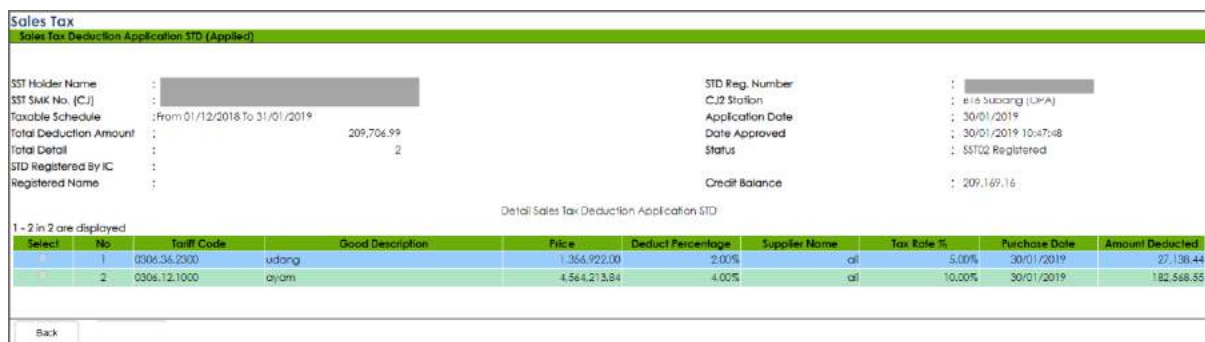 Sales Tax
Sales Tax Deduction Application STD (Applied)
SST Holder Name :
STD Reg. Number :
SST SMK No. (CJ) :
CJ2 Station : B16 Subang (OPA)
Taxable Schedule : From 01/12/2018 To 31/01/2019
Application Date : 30/01/2019
Total Deduction Amount : 209,706.99
Date Approved : 30/01/2019 10:47:48
Total Detail : 2
Status : SST02 Registered
STD Registered By IC :
Registered Name :
Credit Balance : 209,169.16
Detail Sales Tax Deduction Application STD
1 - 2 in 2 are displayed
Select No Tariff Code Good Description Price Deduct Percentage Supplier Name Tax Rate % Purchase Date Amount Deducted
1 0306.36.2300 udang 1,356,922.00 2.00% all 5.00% 30/01/2019 27,138.44
2 0306.12.1000 ayam 4,564,213.84 4.00% all 10.00% 30/01/2019 182,568.55
Back